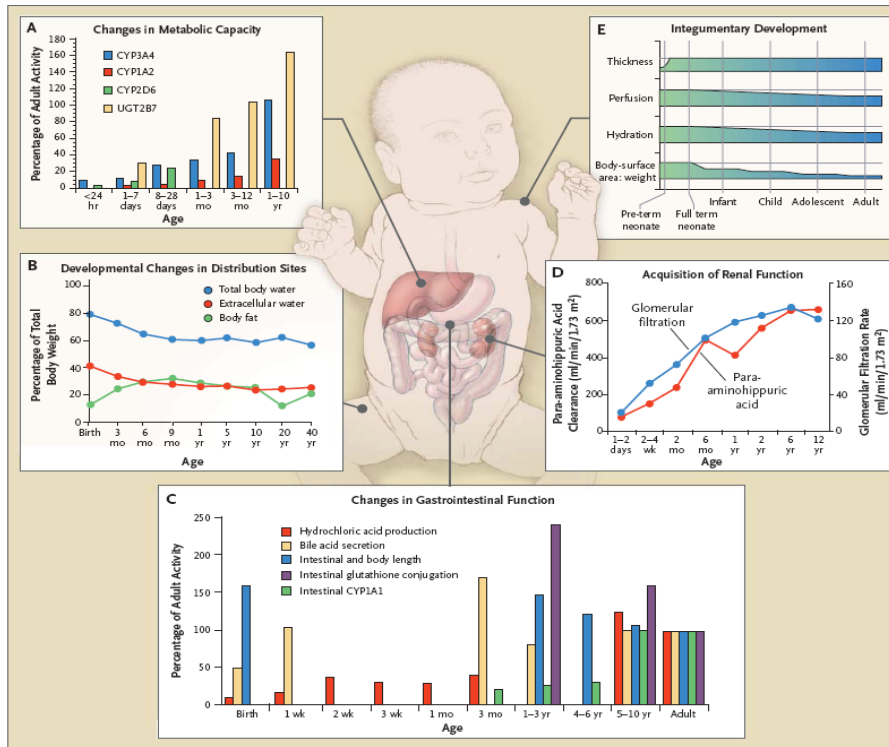 A
Changes in Metabolic Capacity
Percentage of Adult Activity
180
160
140
120
100
80
60
40
20
0
CYP3A4
CYP1A2
CYP2D6
UGT2B7
<24 hr
1–7 days
8–28 days
1–3 mo
3–12 mo
1–10 yr
Age
E
Integumentary Development
Thickness
Perfusion
Hydration
Body-surface
area: weight
Pre-term
neonate
Full term
neonate
Infant
Child
Adolescent
Adult
B
Developmental Changes in Distribution Sites
Percentage of Total
Body Weight
100
80
60
40
20
0
Total body water
Extracellular water
Body fat
Birth
3 mo
6 mo
9 mo
1 yr
5 yr
10 yr
20 yr
40 yr
Age
D
Acquisition of Renal Function
Para-aminohippuric Acid
Clearance (ml/min/1.73 m²)
800
600
400
200
0
Glomerular
filtration
Para-
aminohippuric
acid
160
120
80
40
0
Glomerular Filtration Rate
(ml/min/1.73 m²)
1–2 days
2–4 wk
2 mo
6 mo
1 yr
2 yr
6 yr
12 yr
Age
C
Changes in Gastrointestinal Function
Percentage of Adult Activity
250
200
150
100
50
0
Hydrochloric acid production
Bile acid secretion
Intestinal and body length
Intestinal glutathione conjugation
Intestinal CYP1A1
Birth
1 wk
2 wk
3 wk
1 mo
3 mo
1–3 yr
4–6 yr
5–10 yr
Adult
Age